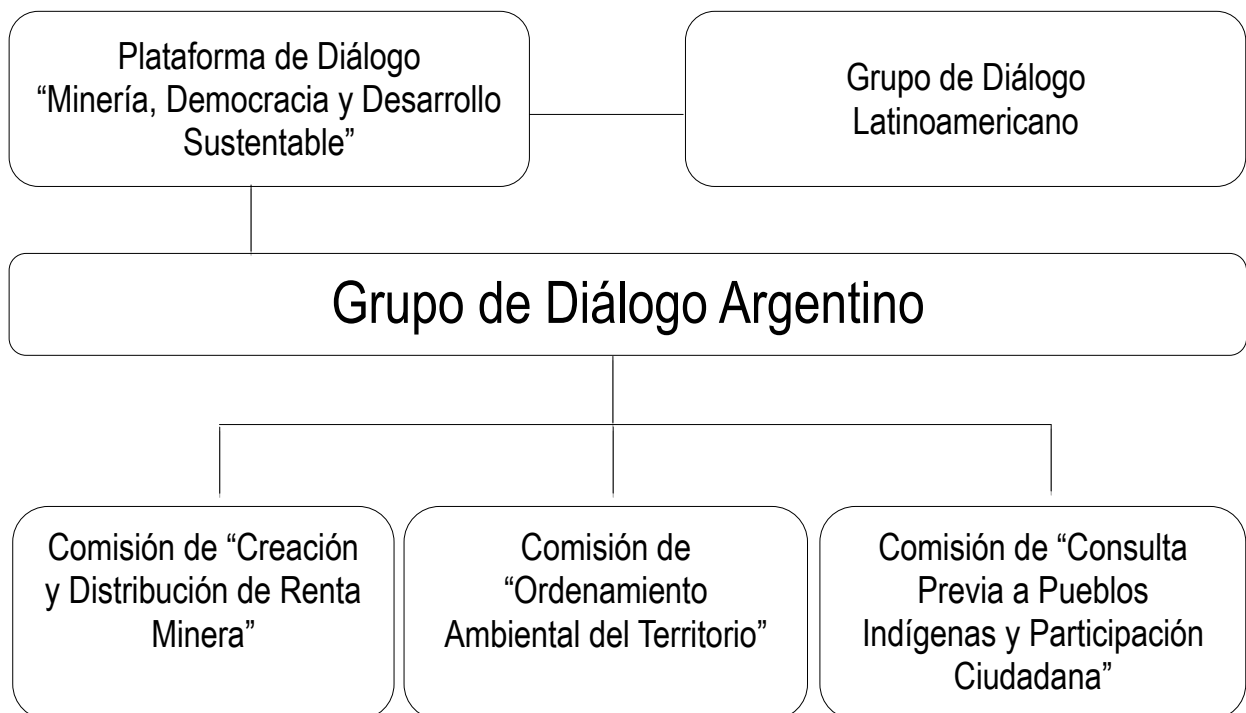 Plataforma de Diálogo
“Minería, Democracia y Desarrollo
Sustentable”
Grupo de Diálogo
Latinoamericano
Grupo de Diálogo Argentino
Comisión de “Creación
y Distribución de Renta
Minera”
Comisión de
“Ordenamiento
Ambiental del Territorio”
Comisión de “Consulta
Previa a Pueblos
Indígenas y Participación
Ciudadana”